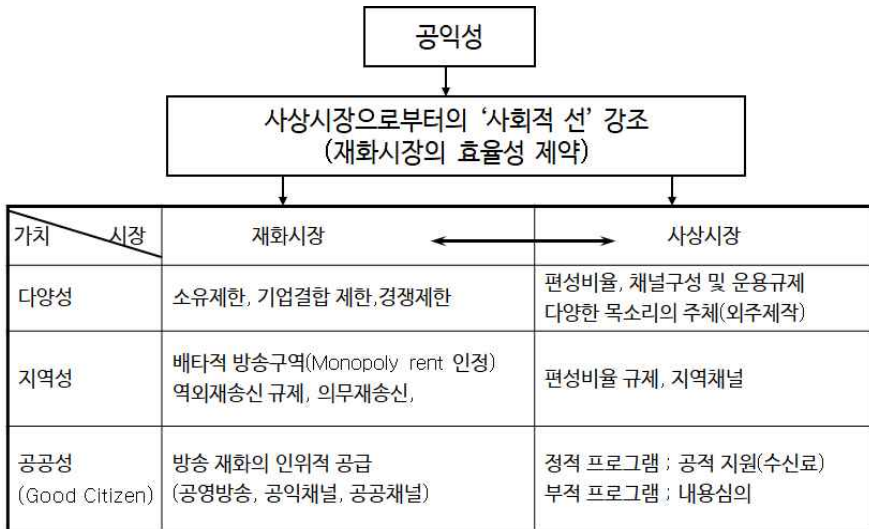 공익성
사상시장으로부터의 '사회적 선' 강조
(재화시장의 효율성 제약)
가치 시장 재화시장 사상시장
다양성 소유제한, 기업결합 제한,경쟁제한 편성비율, 채널구성 및 운용규제
다양한 목소리의 주체(외주제작)
지역성 배타적 방송구역(Monopoly rent 인정)
역외재송신 규제, 의무재송신, 편성비율 규제, 지역채널
공공성
(Good Citizen) 방송 재화의 인위적 공급
(공영방송, 공익채널, 공공채널) 정적 프로그램 ; 공적 지원(수신료)
부적 프로그램 ; 내용심의